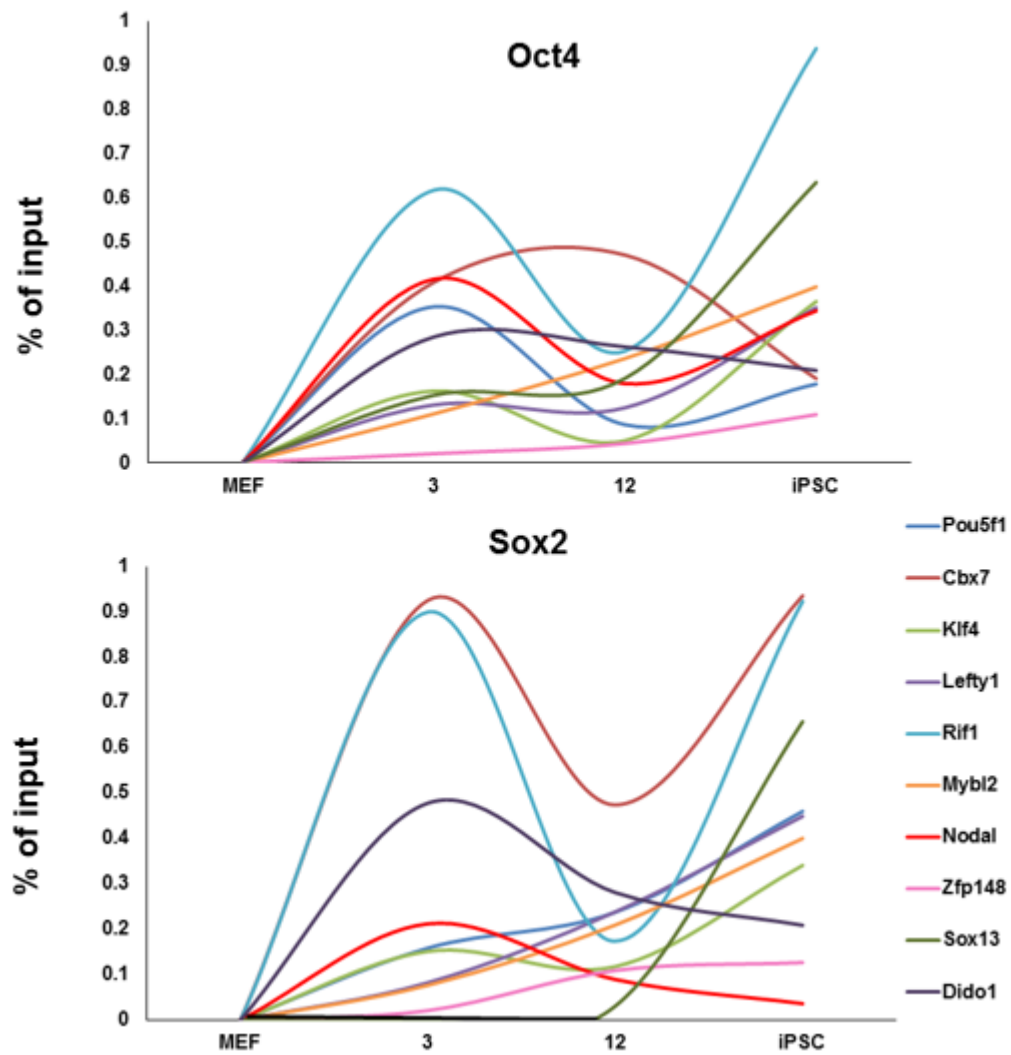 Oct4
% of input
1
0.9
0.8
0.7
0.6
0.5
0.4
0.3
0.2
0.1
0
MEF 3 12 iPSC
Sox2
% of input
1
0.9
0.8
0.7
0.6
0.5
0.4
0.3
0.2
0.1
0
MEF 3 12 iPSC
Pou5f1
Cbx7
Klf4
Lefty1
Rif1
Mybl2
Nodal
Zfp148
Sox13
Dido1